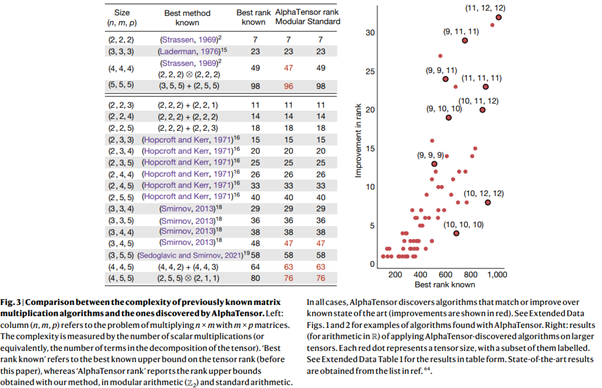 Size Best method Best rank AlphaTensor rank
(n, m, p) known known Modular Standard
(2, 2, 2) (Strassen, 1969)2 7 7 7
(3, 3, 3) (Laderman, 1976)15 23 23 23
(4, 4, 4) (Strassen, 1969)2 49 47 49
(2, 2, 2) ⊗ (2, 2, 2)
(5, 5, 5) (3, 5, 5) + (2, 5, 5) 98 96 98
(2, 2, 3) (2, 2, 2) + (2, 2, 1) 11 11 11
(2, 2, 4) (2, 2, 2) + (2, 2, 2) 14 14 14
(2, 2, 5) (2, 2, 2) + (2, 2, 3) 18 18 18
(2, 3, 3) (Hopcroft and Kerr, 1971)16 15 15 15
(2, 3, 4) (Hopcroft and Kerr, 1971)16 20 20 20
(2, 3, 5) (Hopcroft and Kerr, 1971)16 25 25 25
(2, 4, 4) (Hopcroft and Kerr, 1971)16 26 26 26
(2, 4, 5) (Hopcroft and Kerr, 1971)16 33 33 33
(2, 5, 5) (Hopcroft and Kerr, 1971)16 40 40 40
(3, 3, 4) (Smirnov, 2013)18 29 29 29
(3, 3, 5) (Smirnov, 2013)18 36 36 36
(3, 4, 4) (Smirnov, 2013)18 38 38 38
(3, 4, 5) (Smirnov, 2013)18 48 47 47
(3, 5, 5) (Sedoglavic and Smirnov, 2021)19 58 58 58
(4, 4, 5) (4, 4, 2) + (4, 4, 3) 64 63 63
(4, 5, 5) (2, 5, 5) ⊗ (2, 1, 1) 80 76 76
Improvement in rank
30
25
20
15
10
5
0
(11, 12, 12)
(9, 11, 11)
(9, 9, 11)
(11, 11, 11)
(10, 11, 12)
(9, 10, 10)
(9, 9, 9)
(10, 12, 12)
(10, 10, 10)
200 400 600 800 1,000
Best rank known
Fig. 3 | Comparison between the complexity of previously known matrix
multiplication algorithms and the ones discovered by AlphaTensor. Left:
column (n, m, p) refers to the problem of multiplying n × m with m × p matrices.
The complexity is measured by the number of scalar multiplications (or
equivalently, the number of terms in the decomposition of the tensor). 'Best
rank known' refers to the best known upper bound on the tensor rank (before
this paper), whereas 'AlphaTensor rank' reports the rank upper bounds
obtained with our method, in modular arithmetic (ℤ2) and standard arithmetic.
In all cases, AlphaTensor discovers algorithms that match or improve over
known state of the art (improvements are shown in red). See Extended Data
Figs. 1 and 2 for examples of algorithms found with AlphaTensor. Right: results
(for arithmetic in ℝ) of applying AlphaTensor-discovered algorithms on larger
tensors. Each red dot represents a tensor size, with a subset of them labelled.
See Extended Data Table 1 for the results in table form. State-of-the-art results
are obtained from the list in ref. 64.